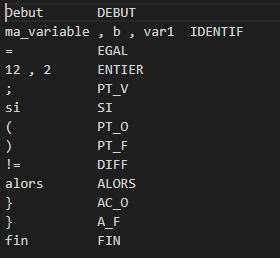 Debut DEBUT
ma_variable , b , var1 IDENTIF
= EGAL
12 , 2 ENTIER
; PT_V
si SI
( PT_O
) PT_F
!= DIFF
alors ALORS
} AC_O
} A_F
fin FIN